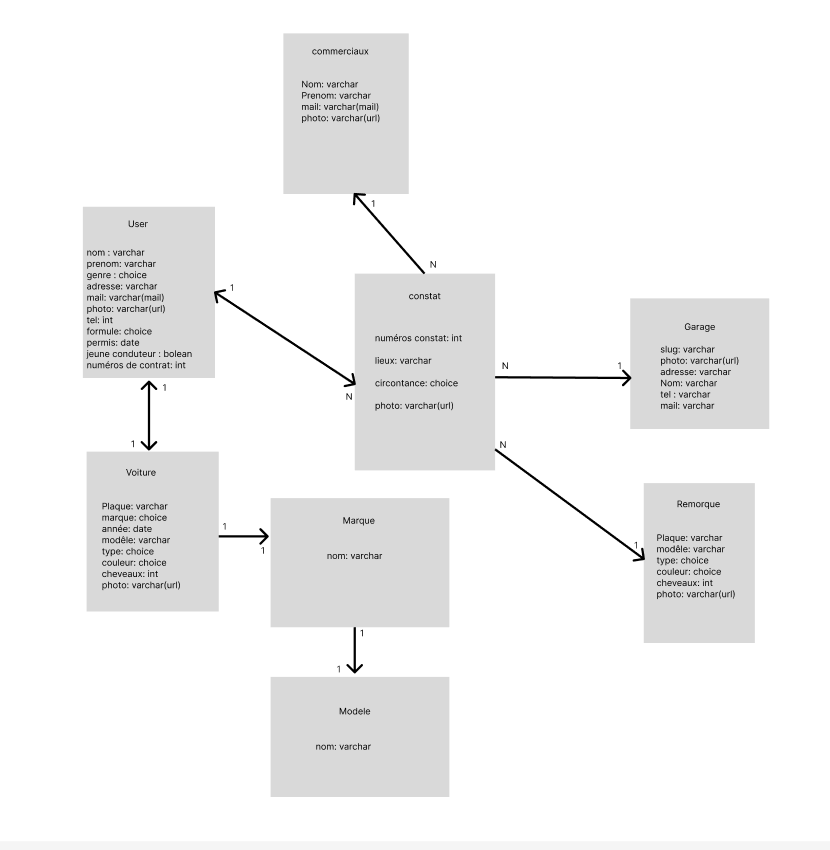 commerciaux
Nom: varchar
Prenom: varchar
mail: varchar(mail)
photo: varchar(url)
1
N
User
nom : varchar
prenom: varchar
genre : choice
adresse: varchar
mail: varchar(mail)
photo: varchar(url)
tel: int
formule: choice
permis: date
jeune conduteur : bolean
numéros de contrat: int
1
N
constat
numéros constat: int
lieux: varchar
circontance: choice
photo: varchar(url)
N
1
Garage
slug: varchar
photo: varchar(url)
adresse: varchar
Nom: varchar
tel : varchar
mail: varchar
1
1
Voiture
Plaque: varchar
marque: choice
année: date
modêle: varchar
type: choice
couleur: choice
cheveaux: int
photo: varchar(url)
1
1
Marque
nom: varchar
N
1
Remorque
Plaque: varchar
modêle: varchar
type: choice
couleur: choice
cheveaux: int
photo: varchar(url)
1
1
Modele
nom: varchar